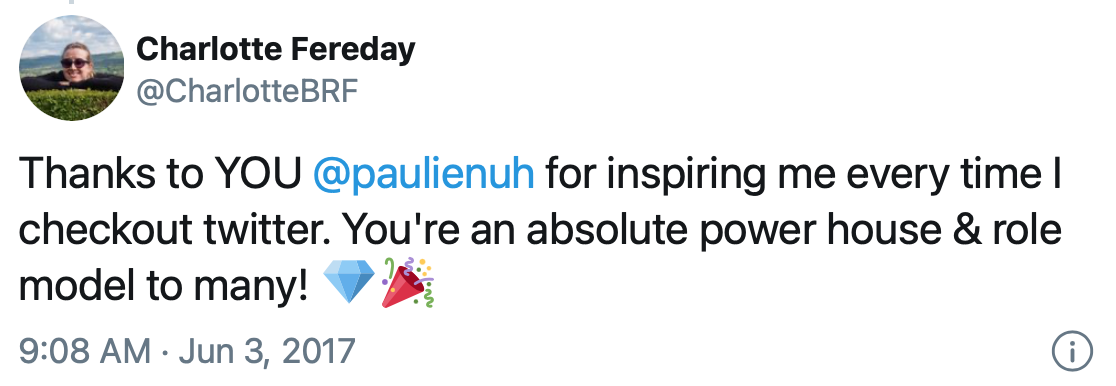 Charlotte Fereday
@CharlotteBRF
Thanks to YOU @paulienuh for inspiring me every time I
checkout twitter. You're an absolute power house & role
model to many! 💎🎉
9:08 AM · Jun 3, 2017